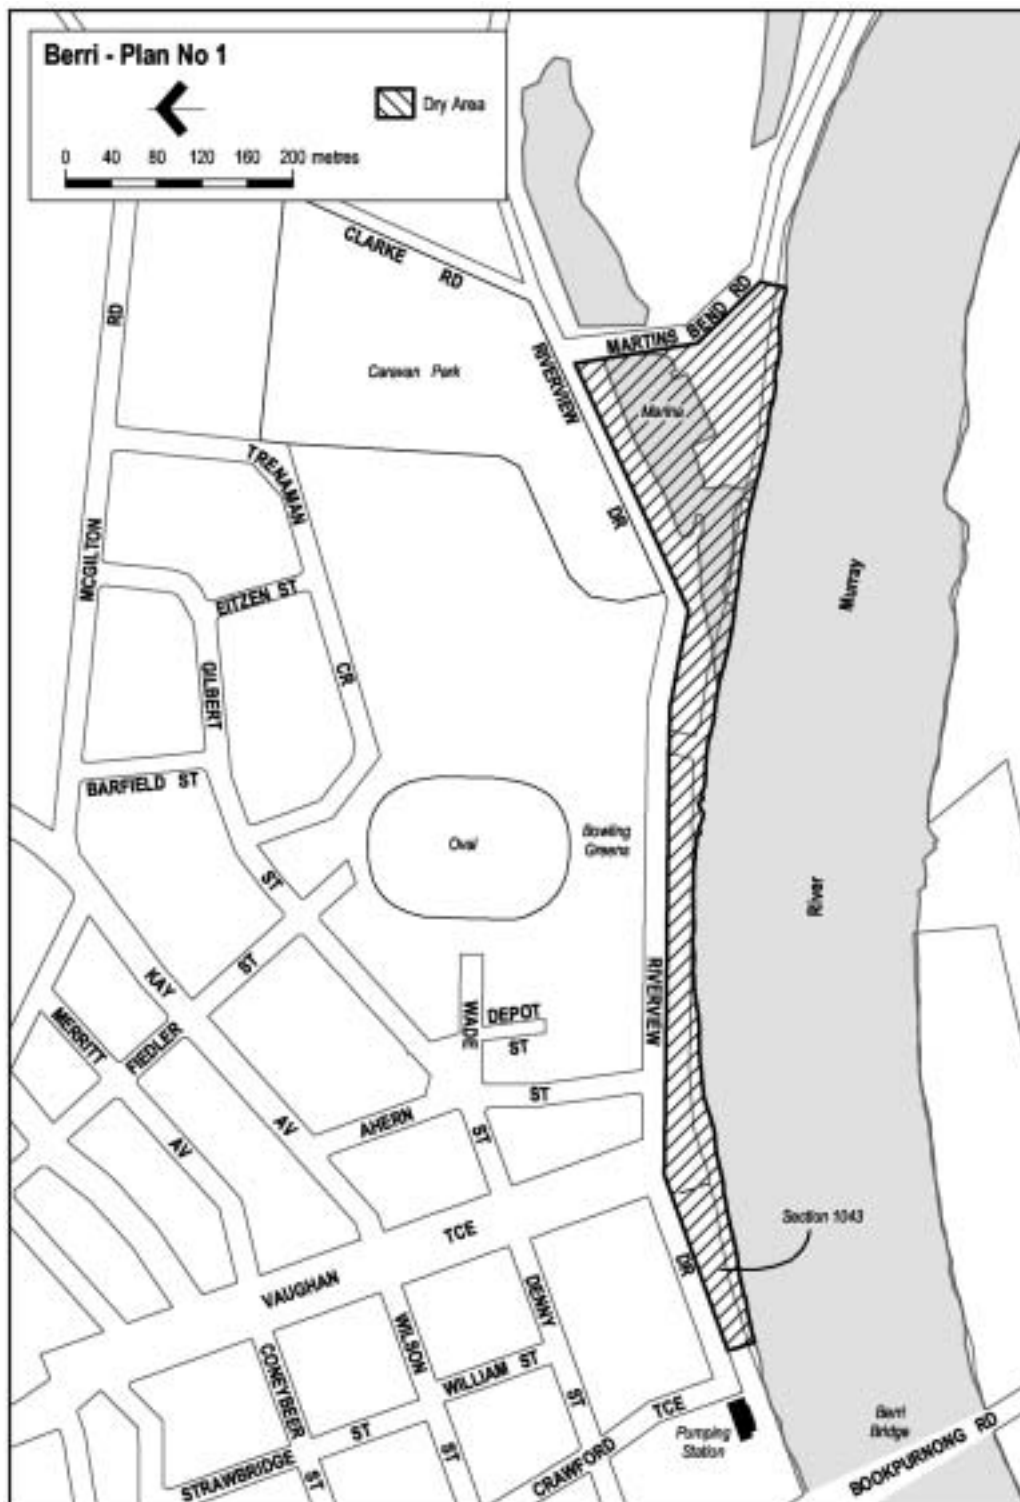 Berri - Plan No 1
Dry Area
0 40 80 120 160 200 metres
CLARKE RD
RD
MARTINS BEND RD
RIVERVIEW
Caravan Park
Marina
TRENAMAN
DR
MCGILTON
EITZEN ST
Murray
GILBERT
CR
BARFIELD ST
Oval
Bowling
Greens
ST
River
ST
KAY
RIVERVIEW
WADE
DEPOT
ST
MERRITT
FIEDLER
ST
AHERN
AV
AV
ST
Section 1043
TCE
DR
VAUGHAN
DENNY
WILSON
CONEYBEER
WILLIAM ST
ST
TCE
ST
Pumping
Station
Berri
Bridge
ST
CRAWFORD
BOOKPURNONG RD
STRAWBRIDGE
ST